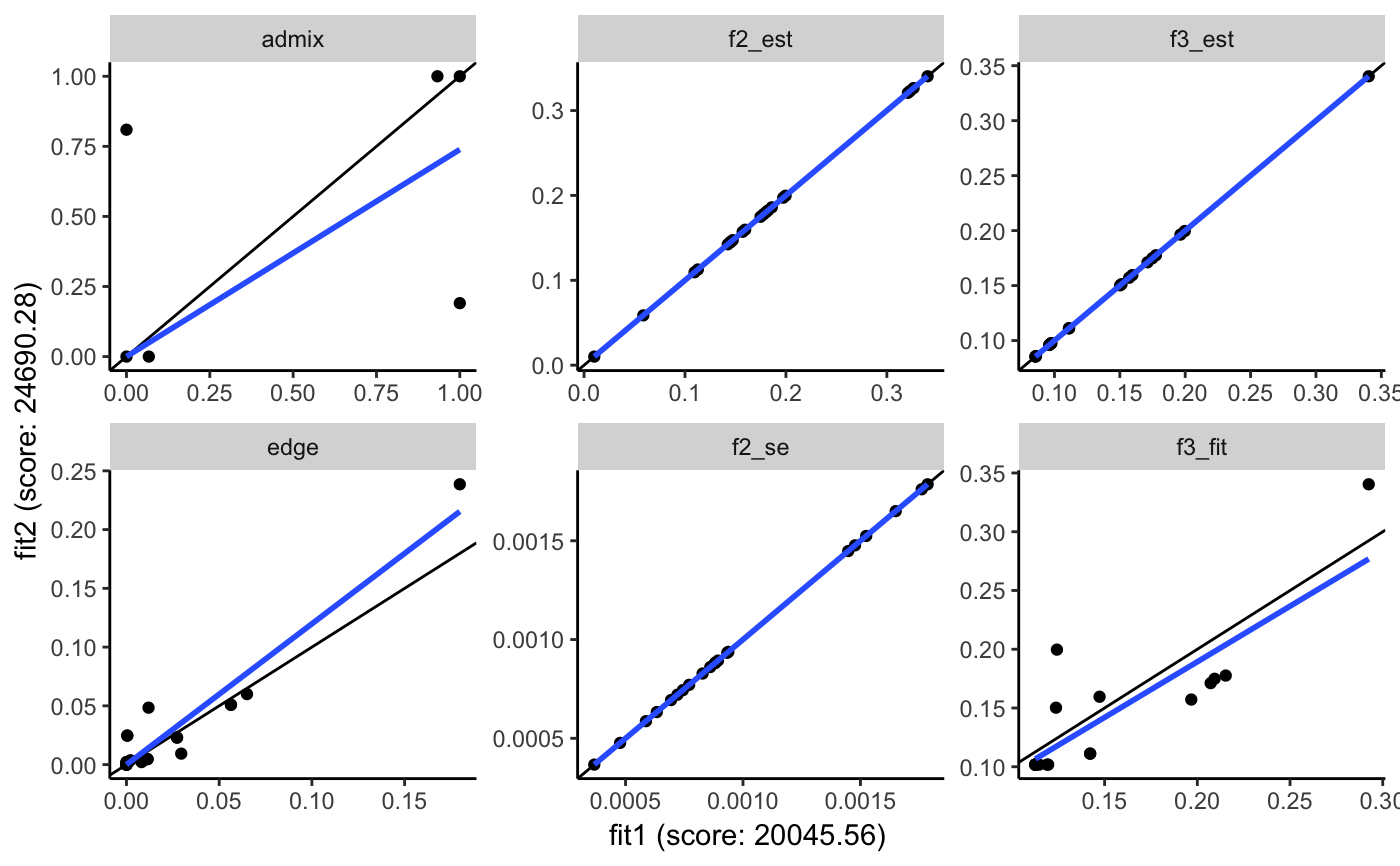 admix
f2_est
f3_est
1.00
0.75
0.50
0.25
0.00
0.00 0.25 0.50 0.75 1.00
0.3
0.2
0.1
0.0
0.0 0.1 0.2 0.3
0.35
0.30
0.25
0.20
0.15
0.10
0.10 0.15 0.20 0.25 0.30 0.35
fit2 (score: 24690.28)
edge
f2_se
f3_fit
0.25
0.20
0.15
0.10
0.05
0.00
0.00 0.05 0.10 0.15
0.0015
0.0010
0.0005
0.0005 0.0010 0.0015
0.35
0.30
0.25
0.20
0.15
0.10
0.15 0.20 0.25 0.30
fit1 (score: 20045.56)